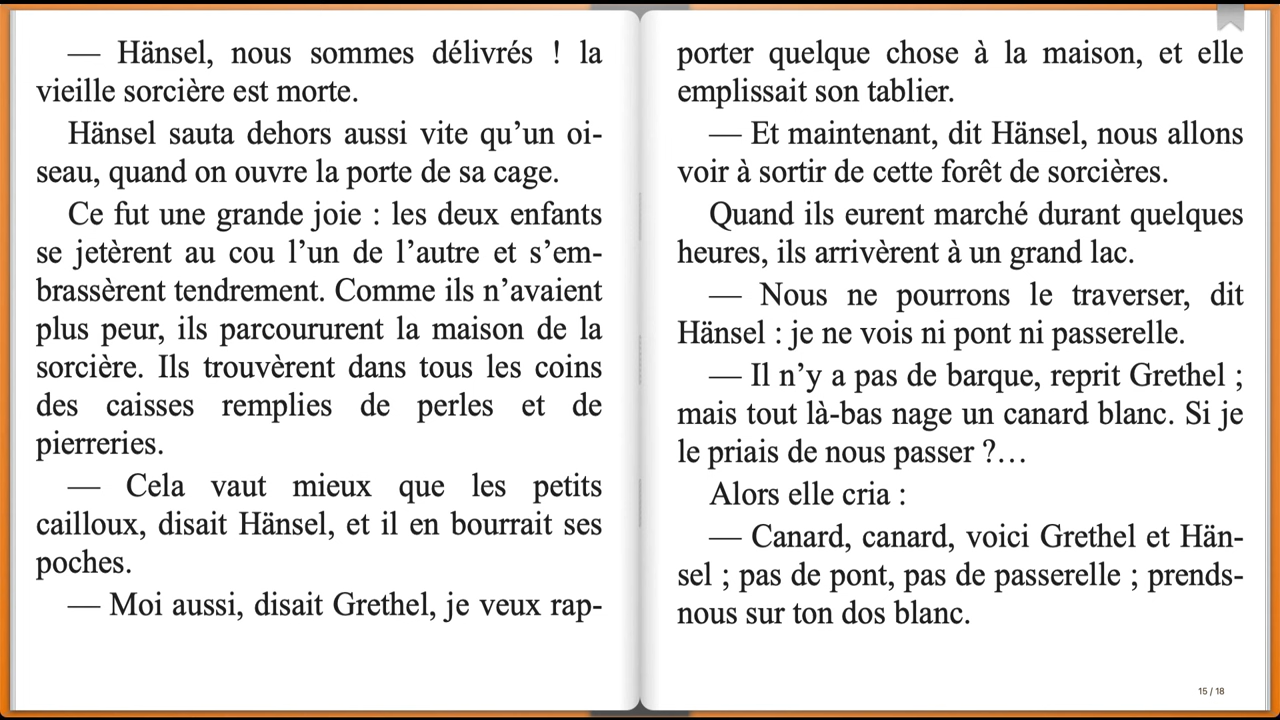 — Hänsel, nous sommes délivrés ! la
vieille sorcière est morte.
Hänsel sauta dehors aussi vite qu’un oi-
seau, quand on ouvre la porte de sa cage.
Ce fut une grande joie : les deux enfants
se jetèrent au cou l’un de l’autre et s’em-
brassèrent tendrement. Comme ils n’avaient
plus peur, ils parcoururent la maison de la
sorcière. Ils trouvèrent dans tous les coins
des caisses remplies de perles et de
pierreries.
— Cela vaut mieux que les petits
cailloux, disait Hänsel, et il en bourrait ses
poches.
— Moi aussi, disait Grethel, je veux rap-
porter quelque chose à la maison, et elle
emplissait son tablier.
— Et maintenant, dit Hänsel, nous allons
voir à sortir de cette forêt de sorcières.
Quand ils eurent marché durant quelques
heures, ils arrivèrent à un grand lac.
— Nous ne pourrons le traverser, dit
Hänsel : je ne vois ni pont ni passerelle.
— Il n’y a pas de barque, reprit Grethel ;
mais tout là-bas nage un canard blanc. Si je
le priais de nous passer ?…
Alors elle cria :
— Canard, canard, voici Grethel et Hän-
sel ; pas de pont, pas de passerelle ; prends-
nous sur ton dos blanc.
15 / 18